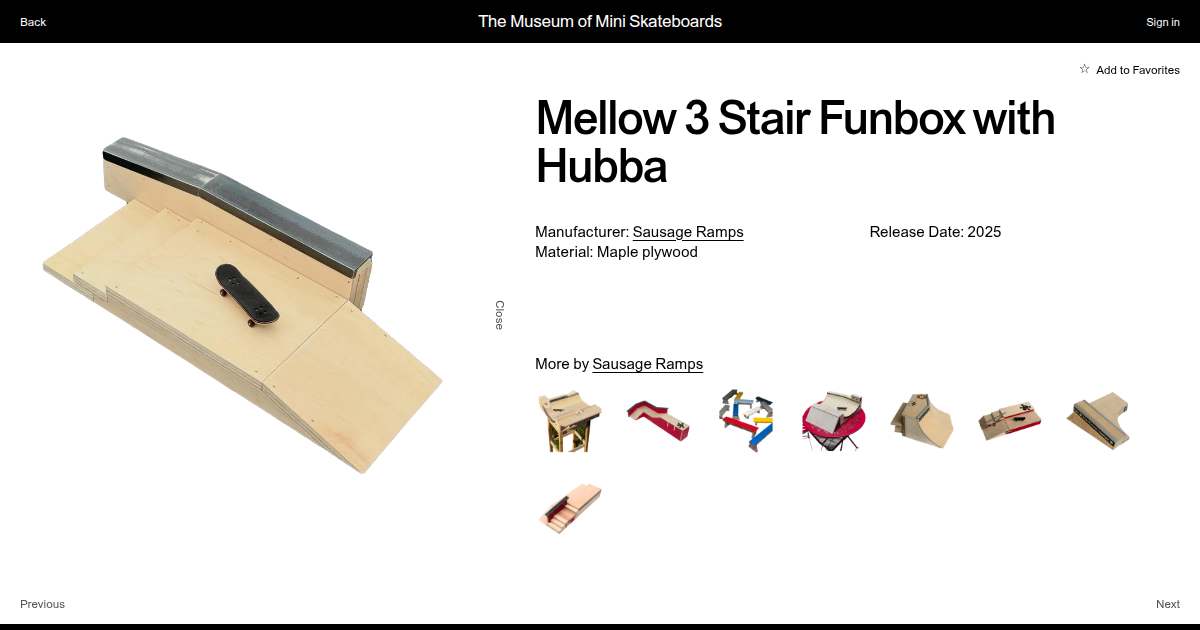 Back
The Museum of Mini Skateboards
Sign in
☆ Add to Favorites
Mellow 3 Stair Funbox with
Hubba
Manufacturer: Sausage Ramps
Release Date: 2025
Material: Maple plywood
Close
More by Sausage Ramps
Previous
Next